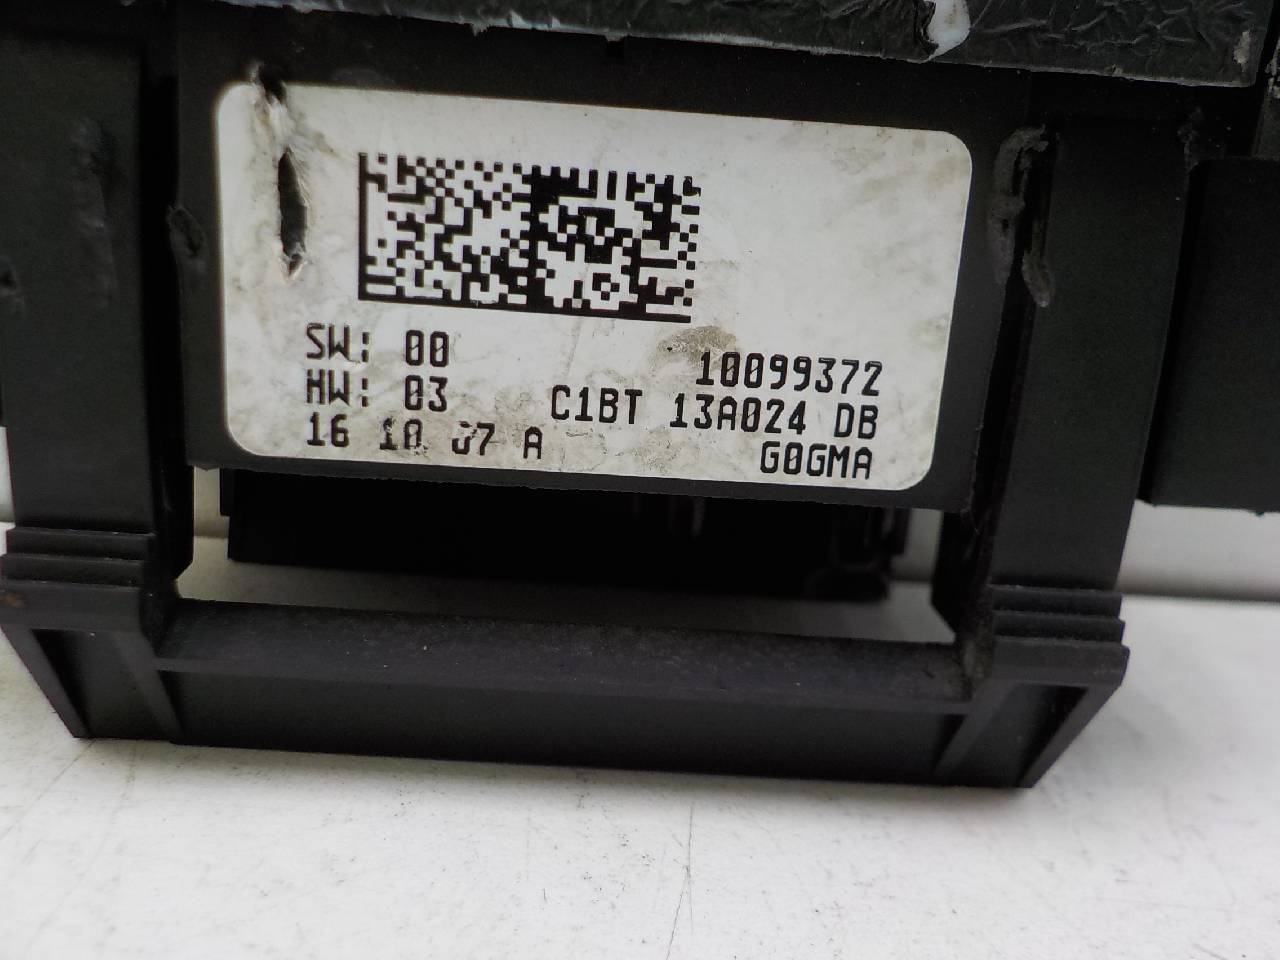 SW: 00
10099372
HW: 03
C1BT 13A024 DB
16 10 07 A
G0GMA